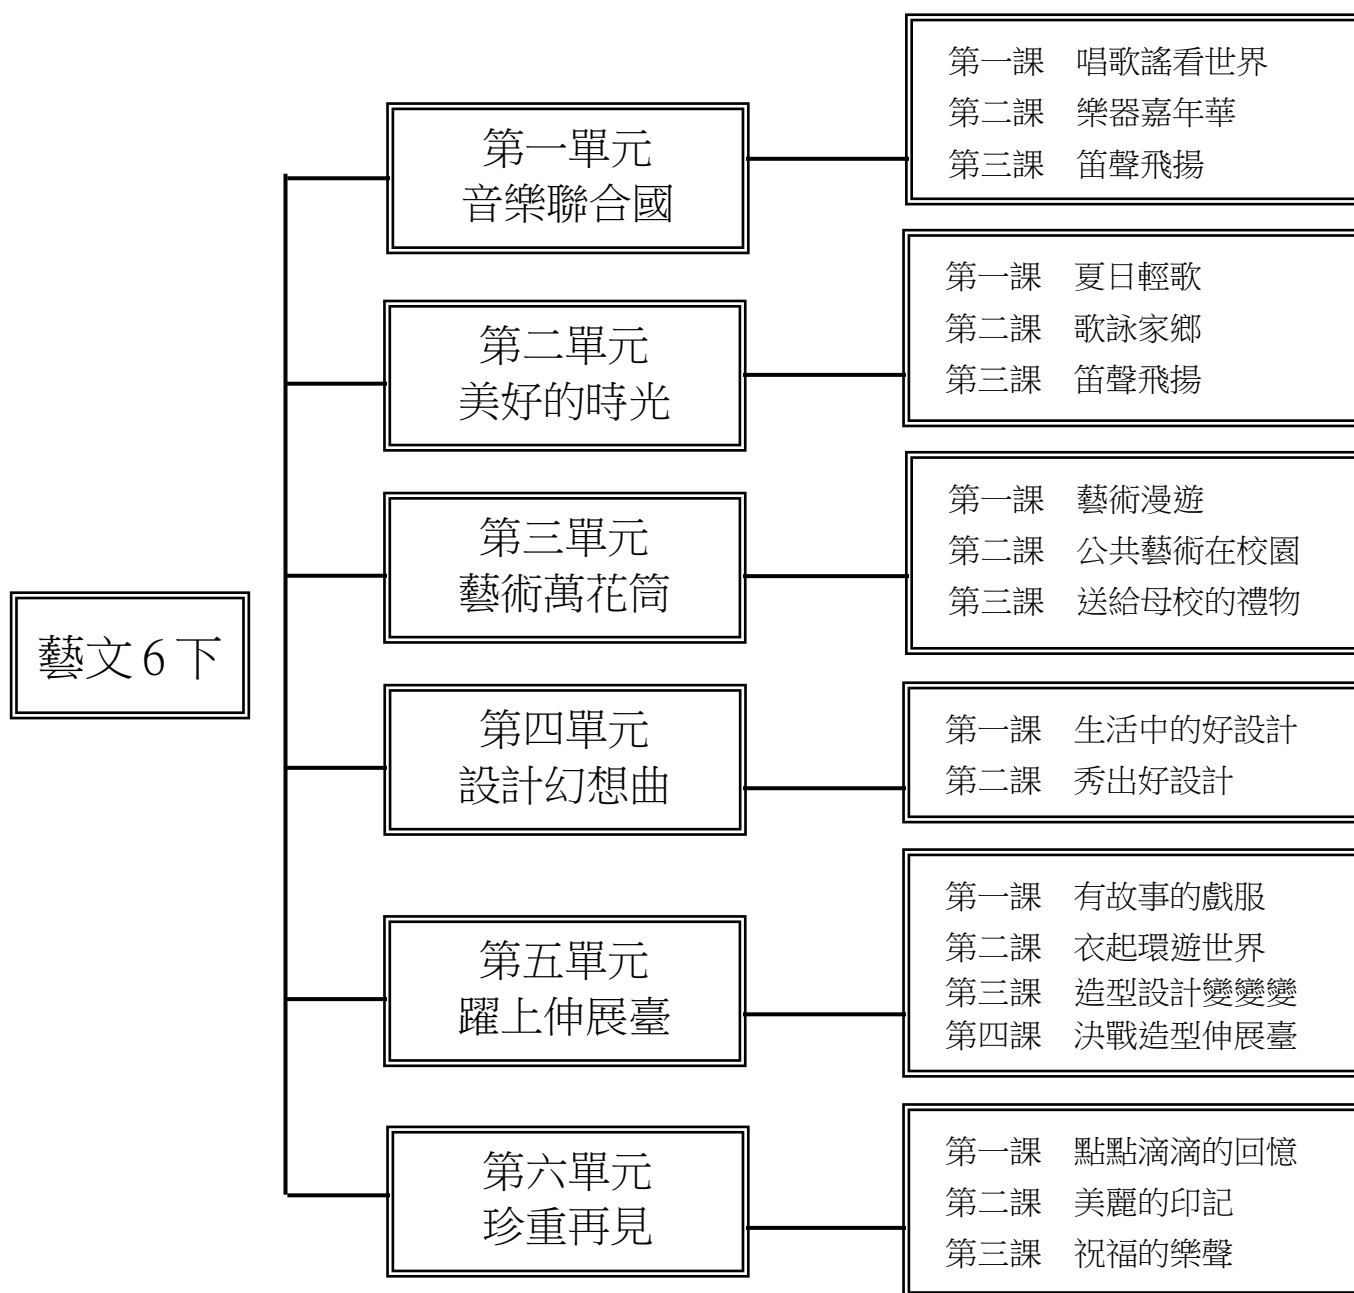 藝文6下
第一單元
音樂聯合國
第一課　唱歌謠看世界
第二課　樂器嘉年華
第三課　笛聲飛揚
第二單元
美好的時光
第一課　夏日輕歌
第二課　歌詠家鄉
第三課　笛聲飛揚
第三單元
藝術萬花筒
第一課　藝術漫遊
第二課　公共藝術在校園
第三課　送給母校的禮物
第四單元
設計幻想曲
第一課　生活中的好設計
第二課　秀出好設計
第五單元
躍上伸展臺
第一課　有故事的戲服
第二課　衣起環遊世界
第三課　造型設計變變變
第四課　決戰造型伸展臺
第六單元
珍重再見
第一課　點點滴滴的回憶
第二課　美麗的印記
第三課　祝福的樂聲